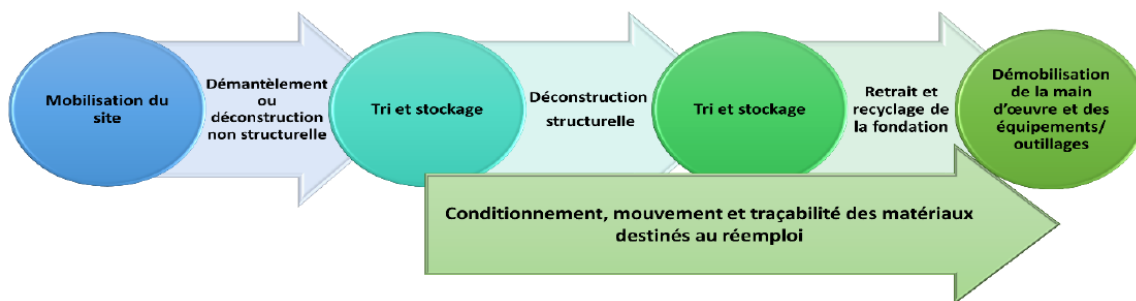 Mobilisation du
site
Démantèlement
ou
déconstruction
non structurelle
Tri et stockage
Déconstruction
structurelle
Tri et stockage
Retrait et
recyclage de
la fondation
Démobilisation
de la main
d'œuvre et des
équipements/
outillages
Conditionnement, mouvement et traçabilité des matériaux
destinés au réemploi